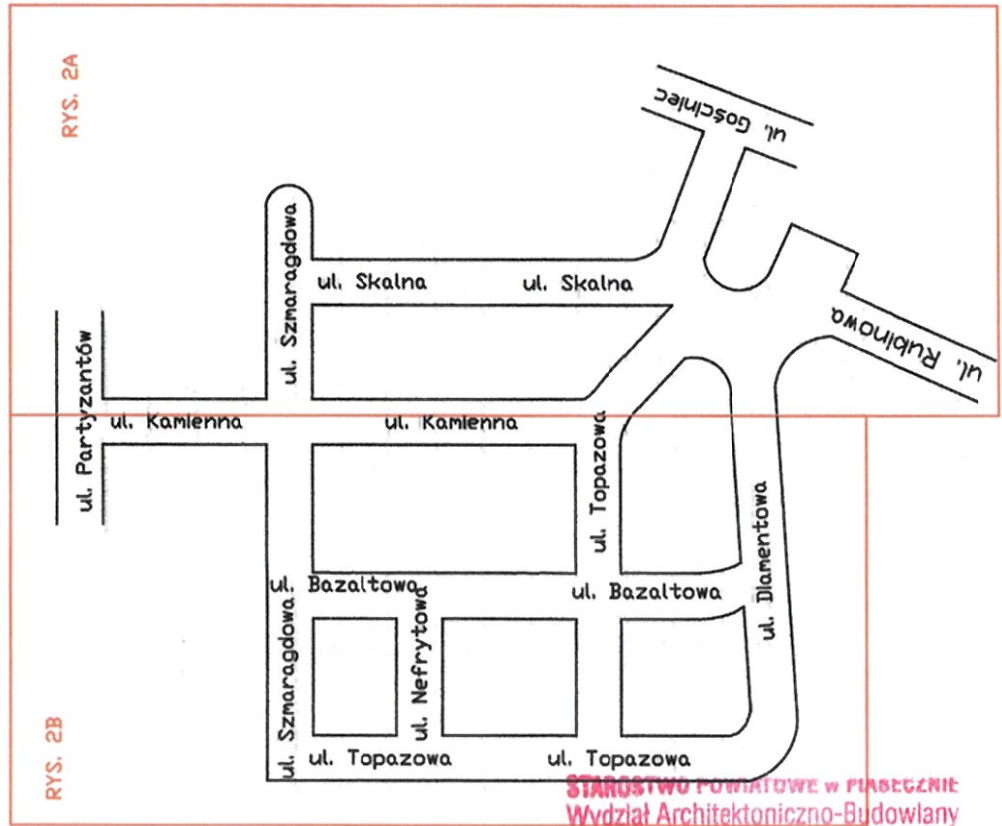 RYS. 2A
ul. Gościniec
ul. Szmaragdowa
ul. Skalna
ul. Skalna
ul. Rubinowa
ul. Partyzantów
ul. Kamienna
ul. Kamienna
ul. Topazowa
ul. Diamentowa
ul. Bazaltowa
ul. Bazaltowa
ul. Szmaragdowa
ul. Nefrytowa
RYS. 2B
ul. Topazowa
ul. Topazowa
STAROSTWO POWIATOWE w PIASECZNIE
Wydział Architektoniczno-Budowlany